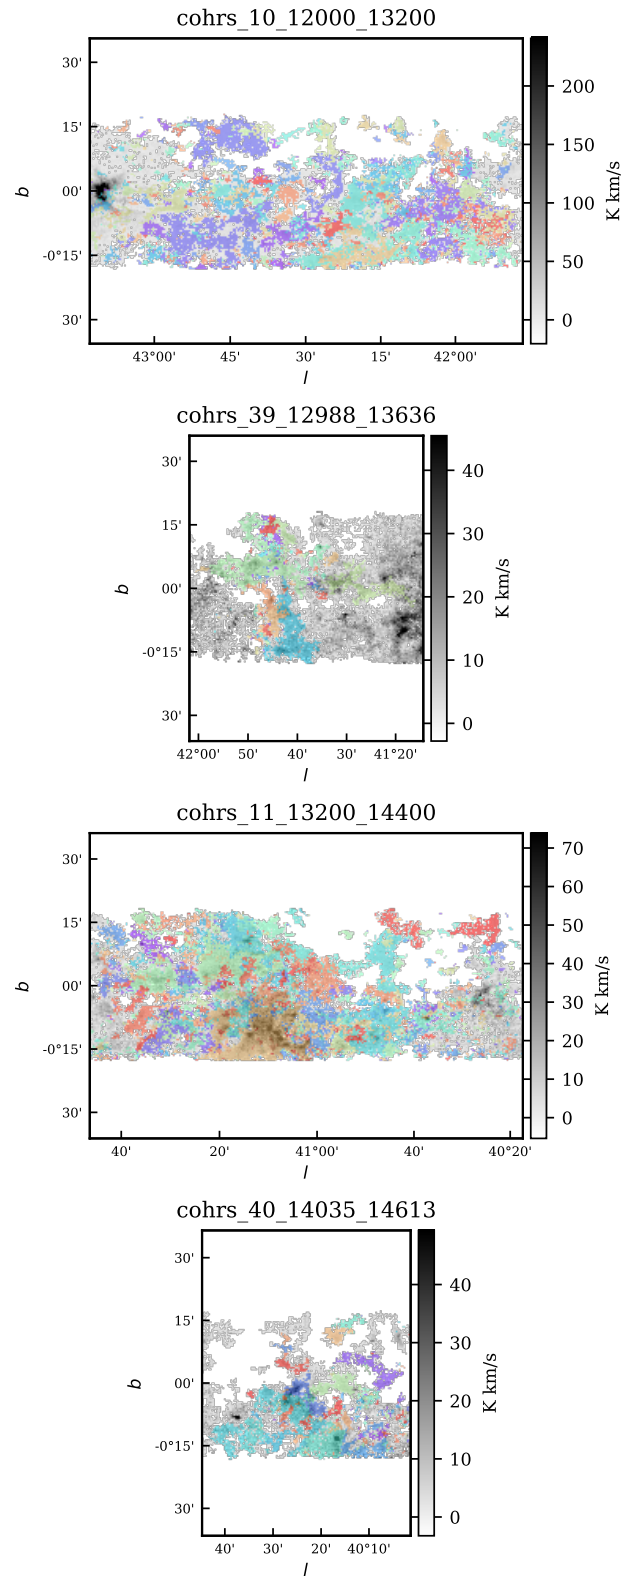 cohrs_10_12000_13200
30'
15'
00'
-0°15'
30'
b
43°00' 45' 30' 15' 42°00'
l
200
150
100
50
0
K km/s
cohrs_39_12988_13636
30'
15'
00'
-0°15'
30'
b
42°00' 50' 40' 30' 41°20'
l
40
30
20
10
0
K km/s
cohrs_11_13200_14400
30'
15'
00'
-0°15'
30'
b
40' 20' 41°00' 40' 40°20'
l
70
60
50
40
30
20
10
0
K km/s
cohrs_40_14035_14613
30'
15'
00'
-0°15'
30'
b
40' 30' 20' 40°10'
l
40
30
20
10
0
K km/s